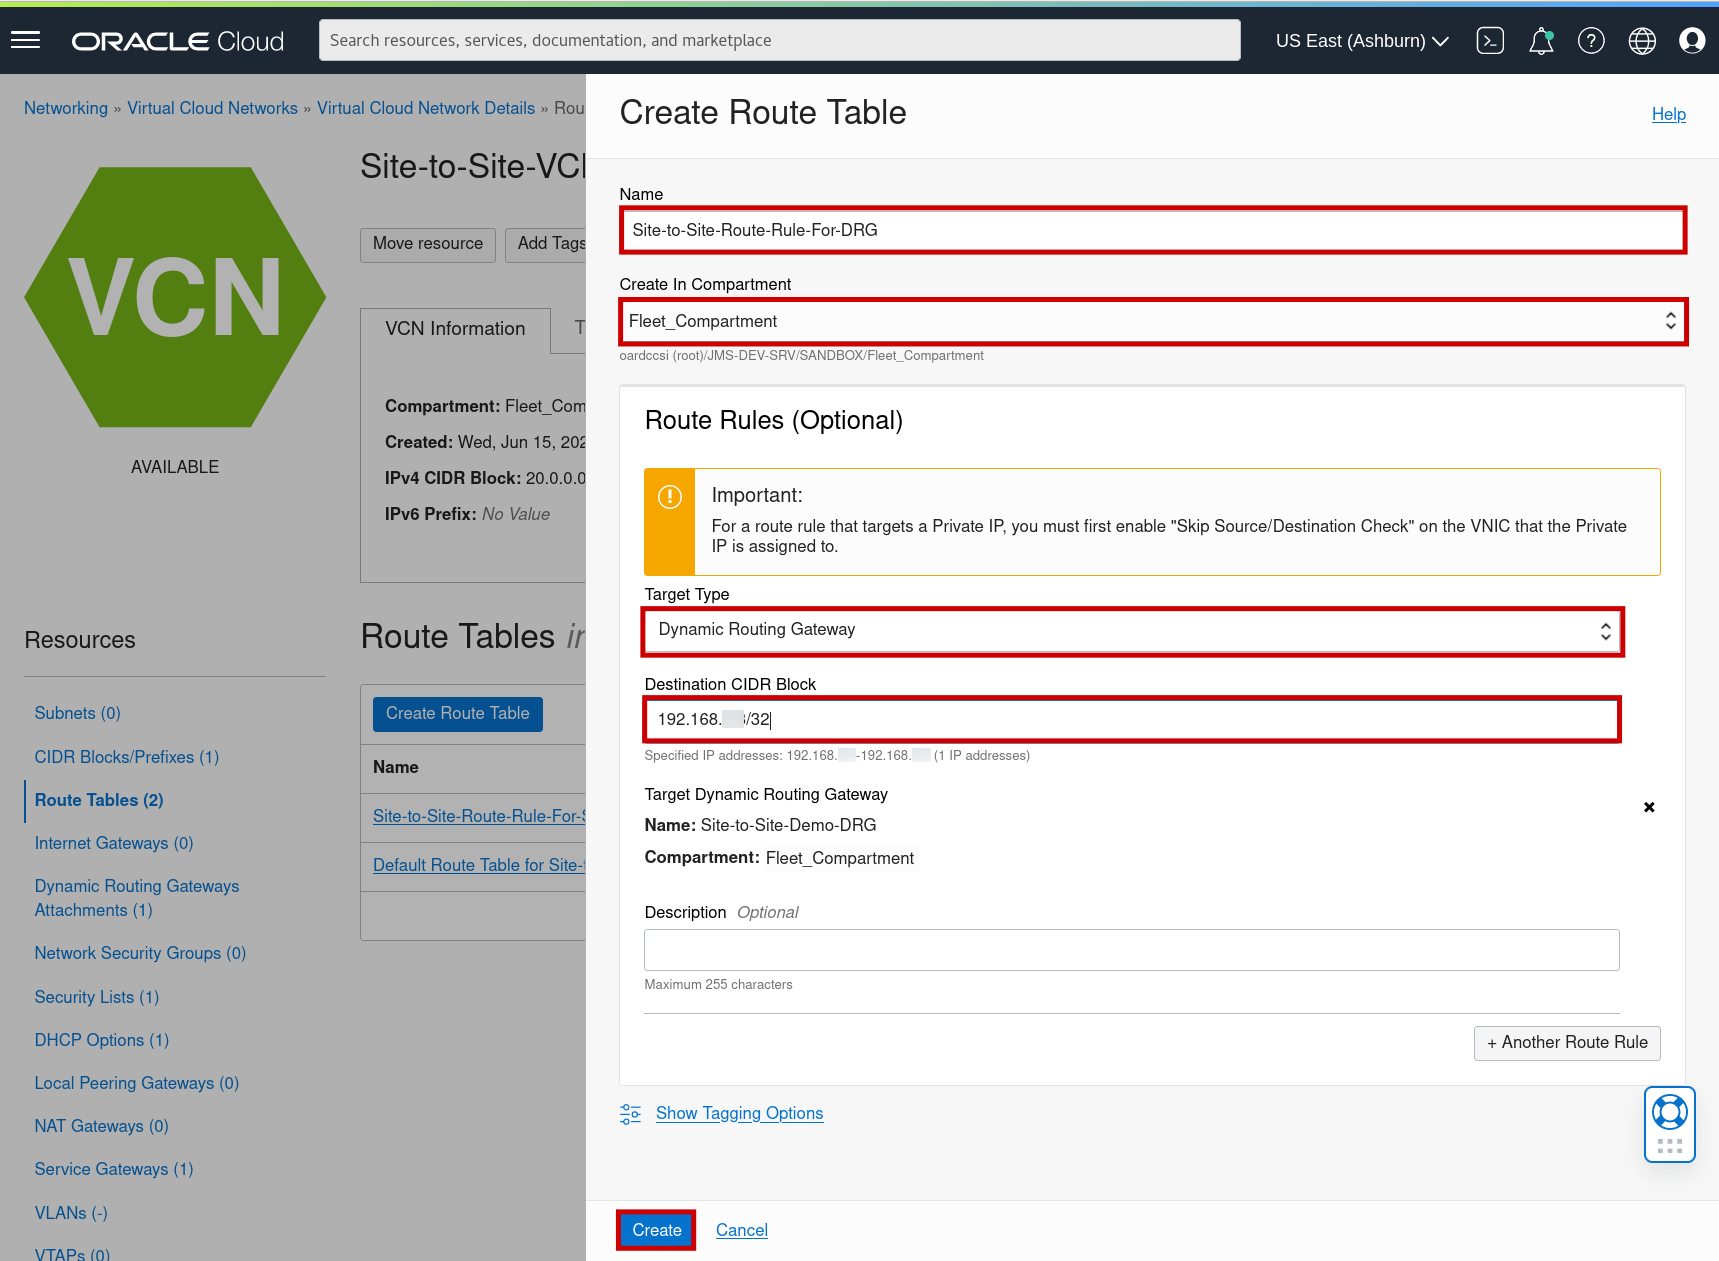 ORACLE Cloud
Search resources, services, documentation, and marketplace
US East (Ashburn)
Networking » Virtual Cloud Networks » Virtual Cloud Network Details » Rou
VCN
AVAILABLE
Site-to-Site-VC
Move resource
Add Tags
VCN Information
T
Compartment: Fleet_Com
Created: Wed, Jun 15, 202
IPv4 CIDR Block: 20.0.0.0
IPv6 Prefix: No Value
Resources
Subnets (0)
CIDR Blocks/Prefixes (1)
Route Tables (2)
Internet Gateways (0)
Dynamic Routing Gateways
Attachments (1)
Network Security Groups (0)
Security Lists (1)
DHCP Options (1)
Local Peering Gateways (0)
NAT Gateways (0)
Service Gateways (1)
VLANs (-)
VTAPs (0)
Route Tables in
Create Route Table
Name
Site-to-Site-Route-Rule-For-S
Default Route Table for Site-t
Create Route Table
Help
Name
Site-to-Site-Route-Rule-For-DRG
Create In Compartment
Fleet_Compartment
oardccsi (root)/JMS-DEV-SRV/SANDBOX/Fleet_Compartment
Route Rules (Optional)
Important:
For a route rule that targets a Private IP, you must first enable "Skip Source/Destination Check" on the VNIC that the Private
IP is assigned to.
Target Type
Dynamic Routing Gateway
Destination CIDR Block
192.168. /32
Specified IP addresses: 192.168. -192.168. (1 IP addresses)
Target Dynamic Routing Gateway
Name: Site-to-Site-Demo-DRG
Compartment: Fleet_Compartment
Description Optional
Maximum 255 characters
+ Another Route Rule
Show Tagging Options
Create
Cancel